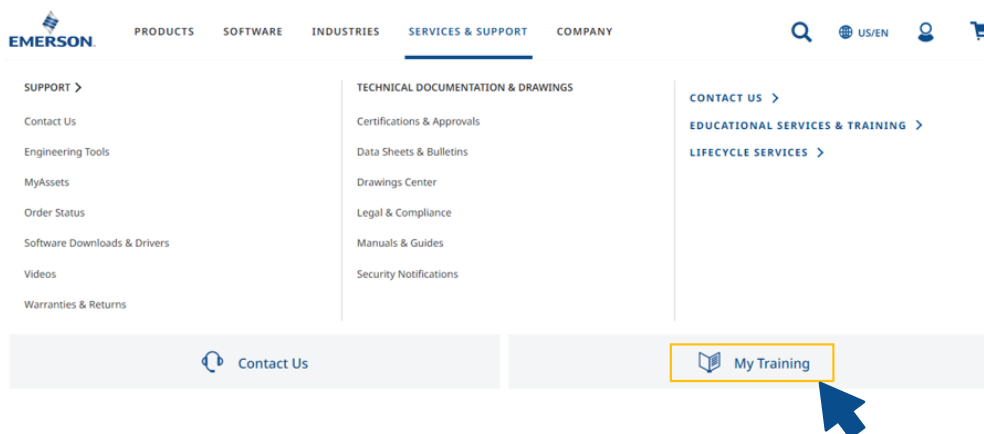 EMERSON
PRODUCTS SOFTWARE INDUSTRIES SERVICES & SUPPORT COMPANY US/EN
SUPPORT >
Contact Us
Engineering Tools
MyAssets
Order Status
Software Downloads & Drivers
Videos
Warranties & Returns
TECHNICAL DOCUMENTATION & DRAWINGS
Certifications & Approvals
Data Sheets & Bulletins
Drawings Center
Legal & Compliance
Manuals & Guides
Security Notifications
CONTACT US >
EDUCATIONAL SERVICES & TRAINING >
LIFECYCLE SERVICES >
Contact Us
My Training